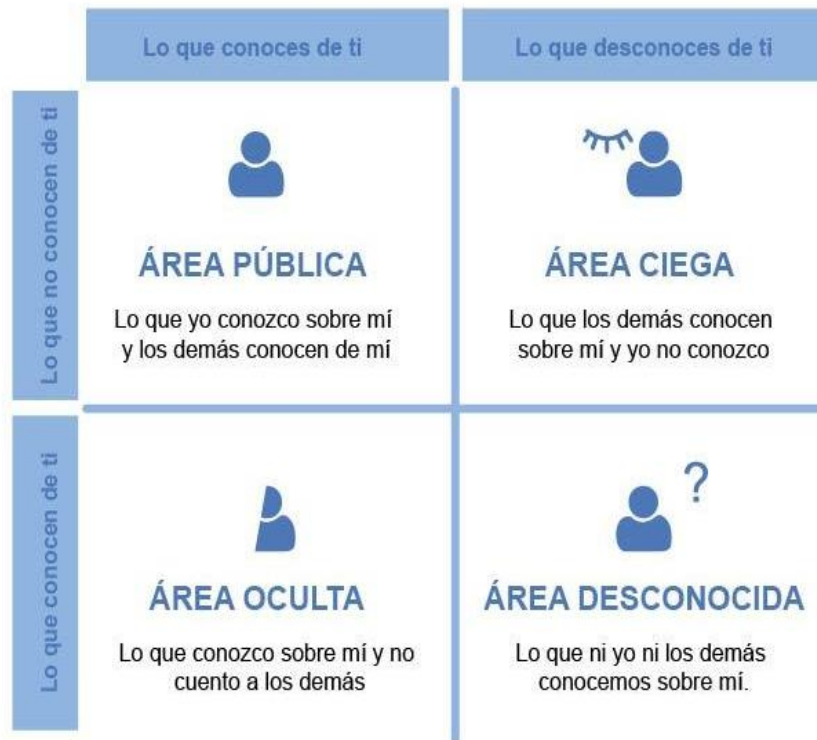 Lo que conoces de ti
Lo que desconoces de ti
Lo que no conocen de ti
ÁREA PÚBLICA
Lo que yo conozco sobre mí
y los demás conocen de mí
ÁREA CIEGA
Lo que los demás conocen
sobre mí y yo no conozco
Lo que conocen de ti
ÁREA OCULTA
Lo que conozco sobre mí y no
cuento a los demás
?
ÁREA DESCONOCIDA
Lo que ni yo ni los demás
conocemos sobre mí.